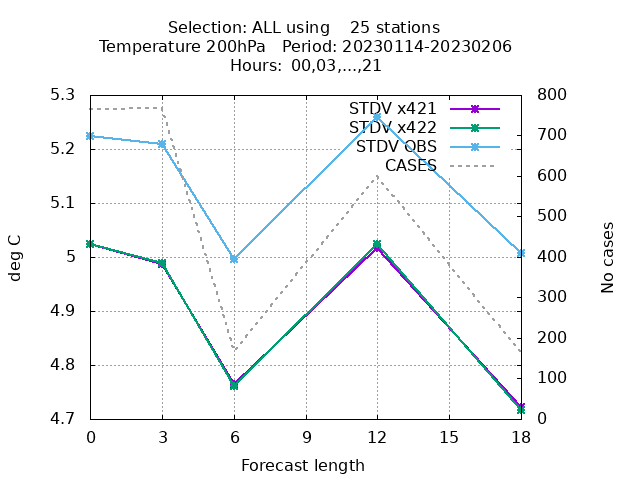 Selection: ALL using    25 stations
Temperature 200hPa   Period: 20230114-20230206
Hours:  00,03,...,21
5.3
5.2
5.1
5
4.9
4.8
4.7
deg C
STDV x421
STDV x422
STDV OBS
CASES
800
700
600
500
400
300
200
100
0
No cases
0 3 6 9 12 15 18
Forecast length